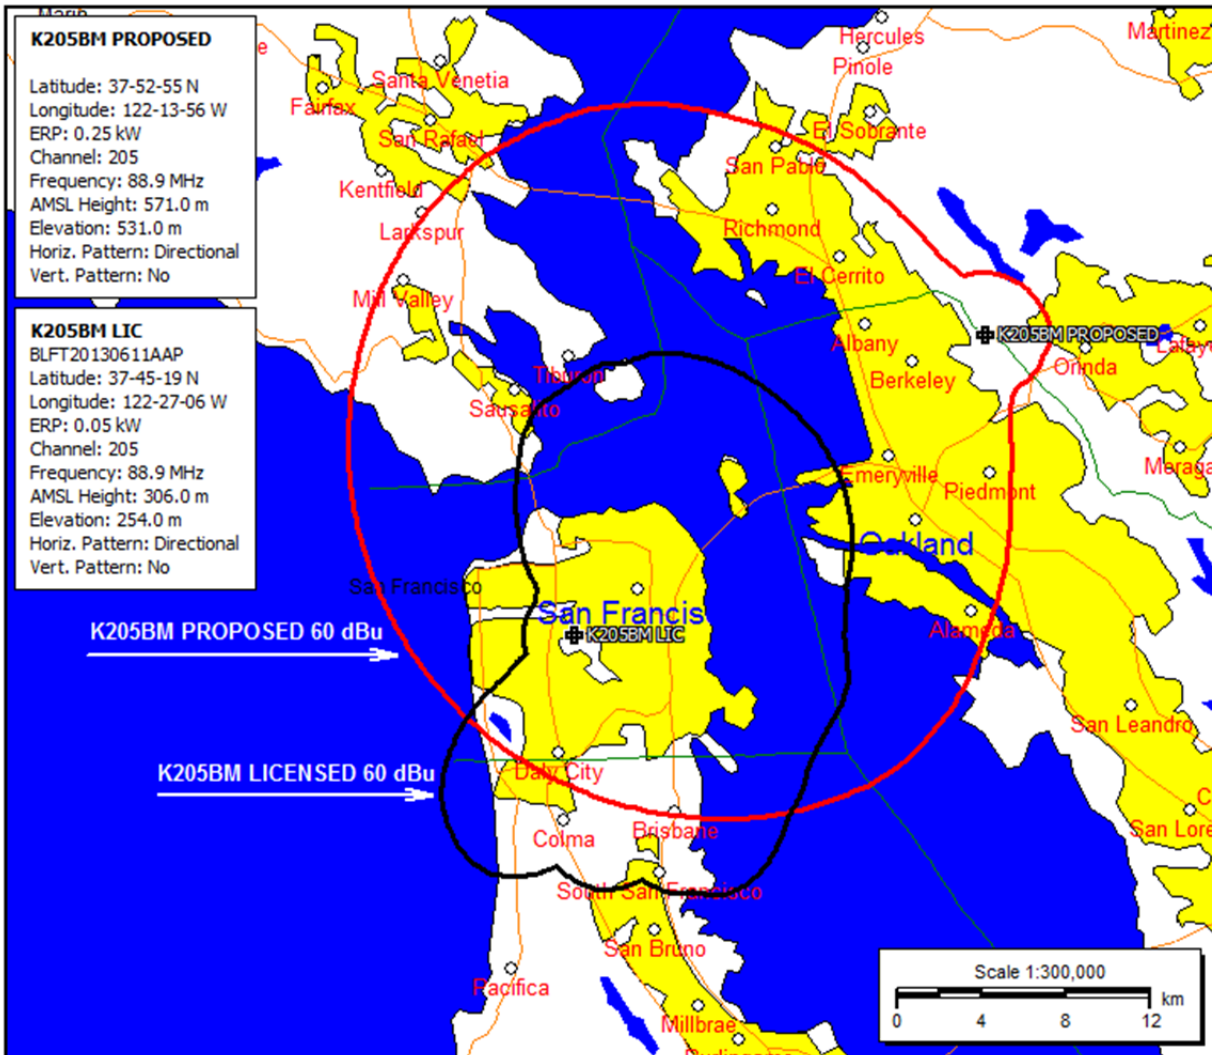 Marin
K205BM PROPOSED
Latitude: 37-52-55 N
Longitude: 122-13-56 W
ERP: 0.25 kW
Channel: 205
Frequency: 88.9 MHz
AMSL Height: 571.0 m
Elevation: 531.0 m
Horiz. Pattern: Directional
Vert. Pattern: No
K205BM LIC
BLFT20130611AAP
Latitude: 37-45-19 N
Longitude: 122-27-06 W
ERP: 0.05 kW
Channel: 205
Frequency: 88.9 MHz
AMSL Height: 306.0 m
Elevation: 254.0 m
Horiz. Pattern: Directional
Vert. Pattern: No
e
Hercules
Martinez
Pinole
Santa Venetia
Fairfax
San Rafael
El Sobrante
San Pablo
Kentfield
Larkspur
Richmond
El Cerrito
Mill Valley
K205BM PROPOSED
Albany
Lafay
Orinda
Tiburon
Berkeley
Sausalito
Emeryville
Moraga
Piedmont
Oakland
San Francisco
San Francis
K205BM LIC
K205BM PROPOSED 60 dBu
Alameda
San Leandro
K205BM LICENSED 60 dBu
Daly City
C
Colma
Brisbane
San Lore
South San Francisco
San Bruno
Pacifica
Millbrae
Scale 1:300,000
km
0 4 8 12